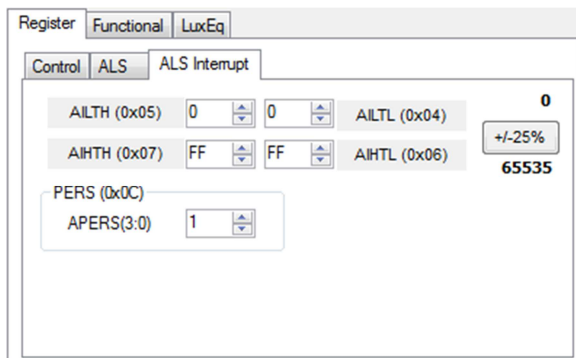 Register Functional LuxEq
Control ALS ALS Interrupt
AILTH (0x05) 0 0 AILTL (0x04) 0
+/-25%
AIHTH (0x07) FF FF AIHTL (0x06) 65535
PERS (0x0C)
APERS(3:0) 1